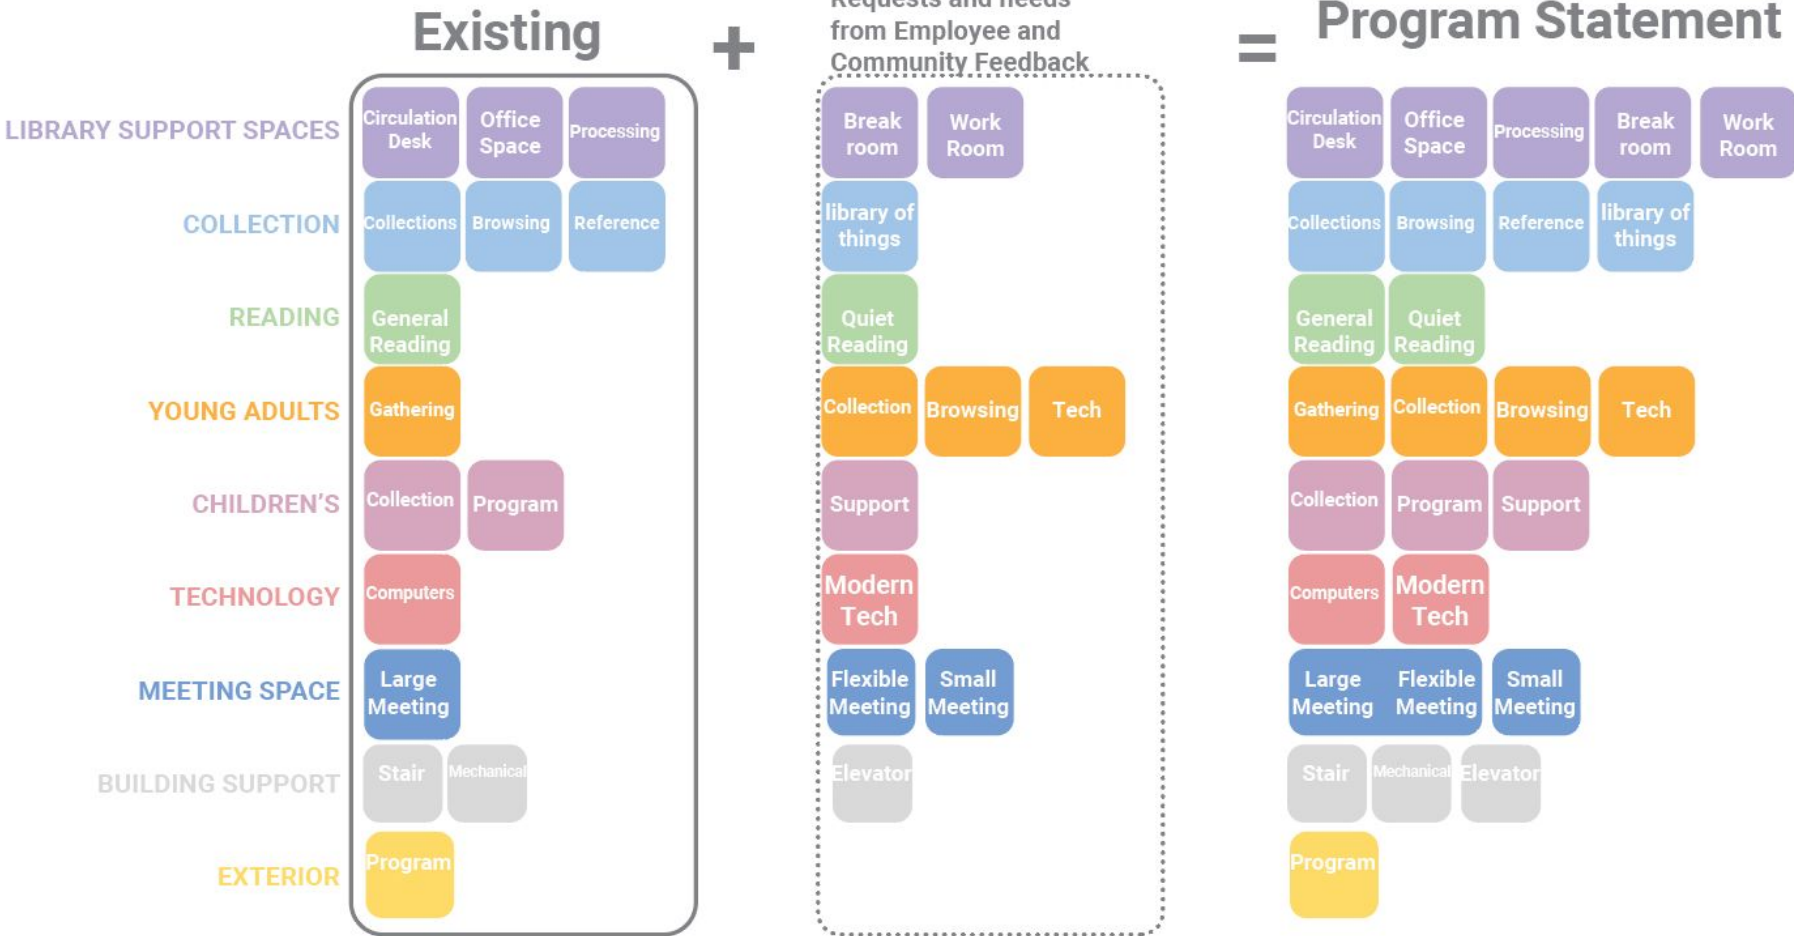 Existing
+
Requests and needs
from Employee and
Community Feedback
=
Program Statement
LIBRARY SUPPORT SPACES
Circulation
Desk
Office
Space
Processing
Break
room
Work
Room
Circulation
Desk
Office
Space
Processing
Break
room
Work
Room
COLLECTION
Collections
Browsing
Reference
library of
things
Collections
Browsing
Reference
library of
things
READING
General
Reading
Quiet
Reading
General
Reading
Quiet
Reading
YOUNG ADULTS
Gathering
Collection
Browsing
Tech
Gathering
Collection
Browsing
Tech
CHILDREN'S
Collection
Program
Support
Collection
Program
Support
TECHNOLOGY
Computers
Modern
Tech
Computers
Modern
Tech
MEETING SPACE
Large
Meeting
Flexible
Meeting
Small
Meeting
Large
Meeting
Flexible
Meeting
Small
Meeting
BUILDING SUPPORT
Stair
Mechanical
Elevator
Stair
Mechanical
Elevator
EXTERIOR
Program
Program